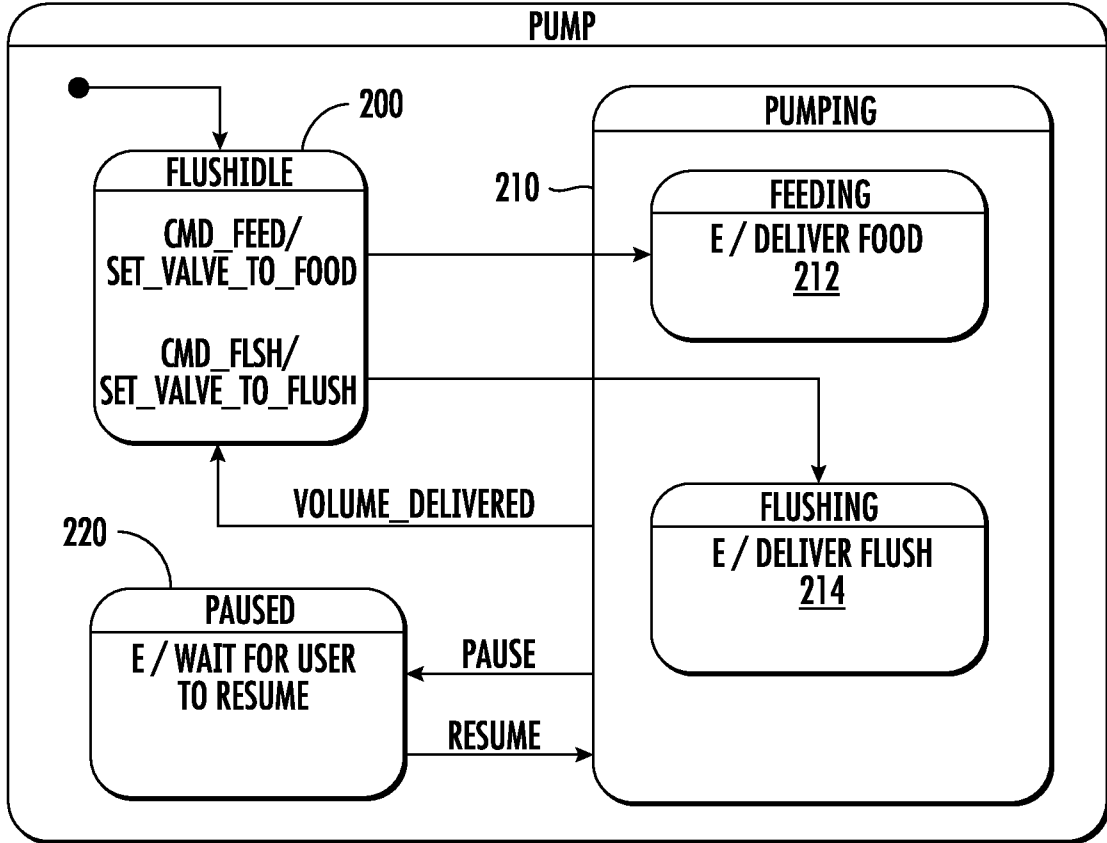 PUMP
200
FLUSHIDLE
CMD_FEED/
SET_VALVE_TO_FOOD
CMD_FLSH/
SET_VALVE_TO_FLUSH
210
PUMPING
FEEDING
E / DELIVER FOOD
212
FLUSHING
E / DELIVER FLUSH
214
VOLUME_DELIVERED
220
PAUSED
E / WAIT FOR USER
TO RESUME
PAUSE
RESUME